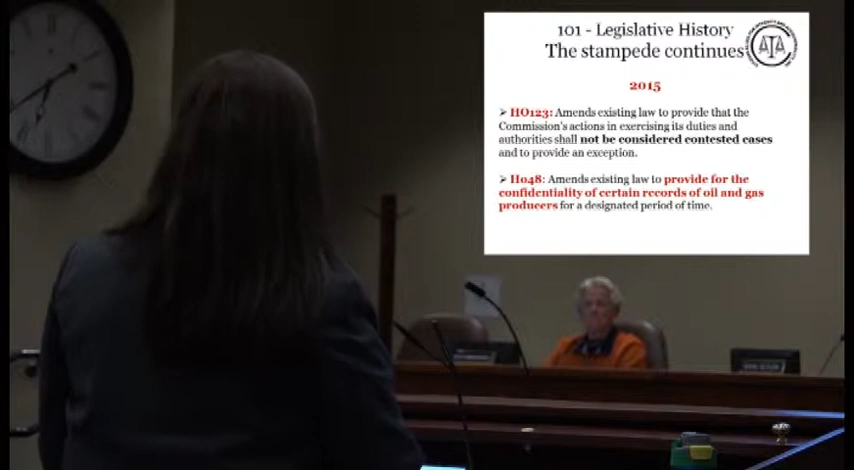 101 - Legislative History
The stampede continues
2015
➢ HO123: Amends existing law to provide that the
Commission's actions in exercising its duties and
authorities shall not be considered contested cases
and to provide an exception.
➢ H048: Amends existing law to provide for the
confidentiality of certain records of oil and gas
producers for a designated period of time.